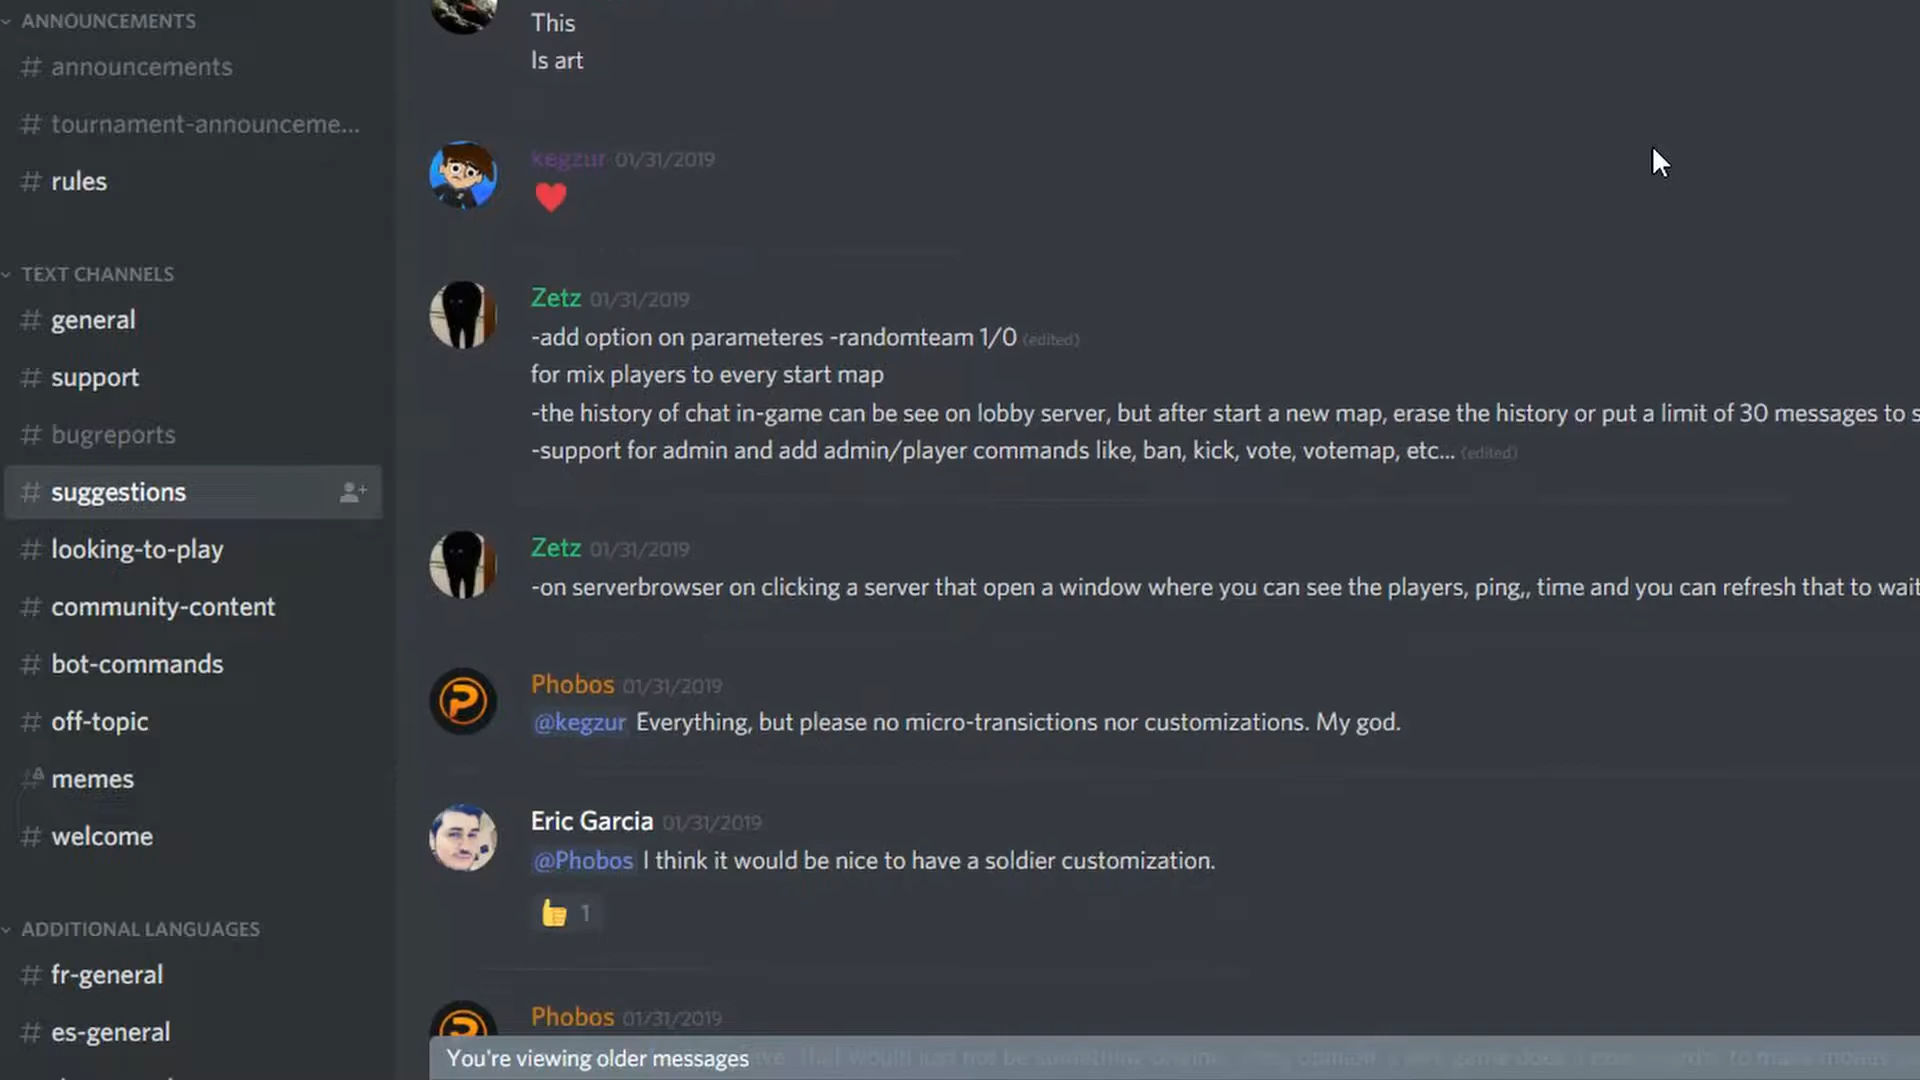 ANNOUNCEMENTS
# announcements
# tournament-announceme...
# rules
TEXT CHANNELS
# general
# support
# bugreports
# suggestions
# looking-to-play
# community-content
# bot-commands
# off-topic
# memes
# welcome
ADDITIONAL LANGUAGES
# fr-general
# es-general
This
Is art
kegzur 01/31/2019
❤
Zetz 01/31/2019
-add option on parameteres -randomteam 1/0 (edited)
for mix players to every start map
-the history of chat in-game can be see on lobby server, but after start a new map, erase the history or put a limit of 30 messages to s
-support for admin and add admin/player commands like, ban, kick, vote, votemap, etc... (edited)
Zetz 01/31/2019
-on serverbrowser on clicking a server that open a window where you can see the players, ping,, time and you can refresh that to wait
Phobos 01/31/2019
@kegzur Everything, but please no micro-transictions nor customizations. My god.
Eric Garcia 01/31/2019
@Phobos I think it would be nice to have a soldier customization.
👍 1
Phobos 01/31/2019
You're viewing older messages